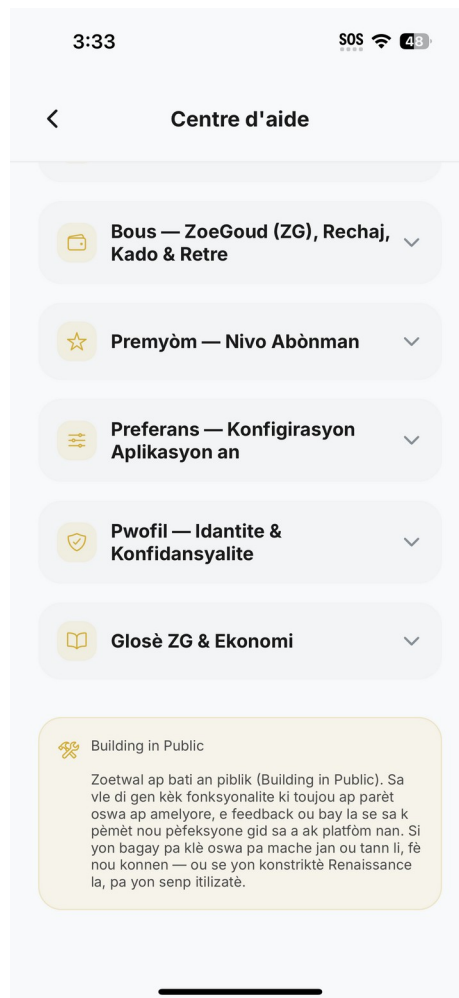 3:33
SOS
48
Centre d'aide
Bous — ZoeGoud (ZG), Rechaj,
Kado & Retre
Premyòm — Nivo Abònman
Preferans — Konfigirasyon
Aplikasyon an
Pwofil — Idantite &
Konfidansyalite
Glosè ZG & Ekonomi
Building in Public
Zoetwal ap bati an piblik (Building in Public). Sa
vle di gen kèk fonksyonalite ki toujou ap parèt
oswa ap amelyore, e feedback ou bay la se sa k
pèmèt nou pèfeksyone gid sa a ak platfòm nan. Si
yon bagay pa klè oswa pa mache jan ou tann li, fè
nou konnen — ou se yon konstriktè Renaissance
la, pa yon senp itilizatè.